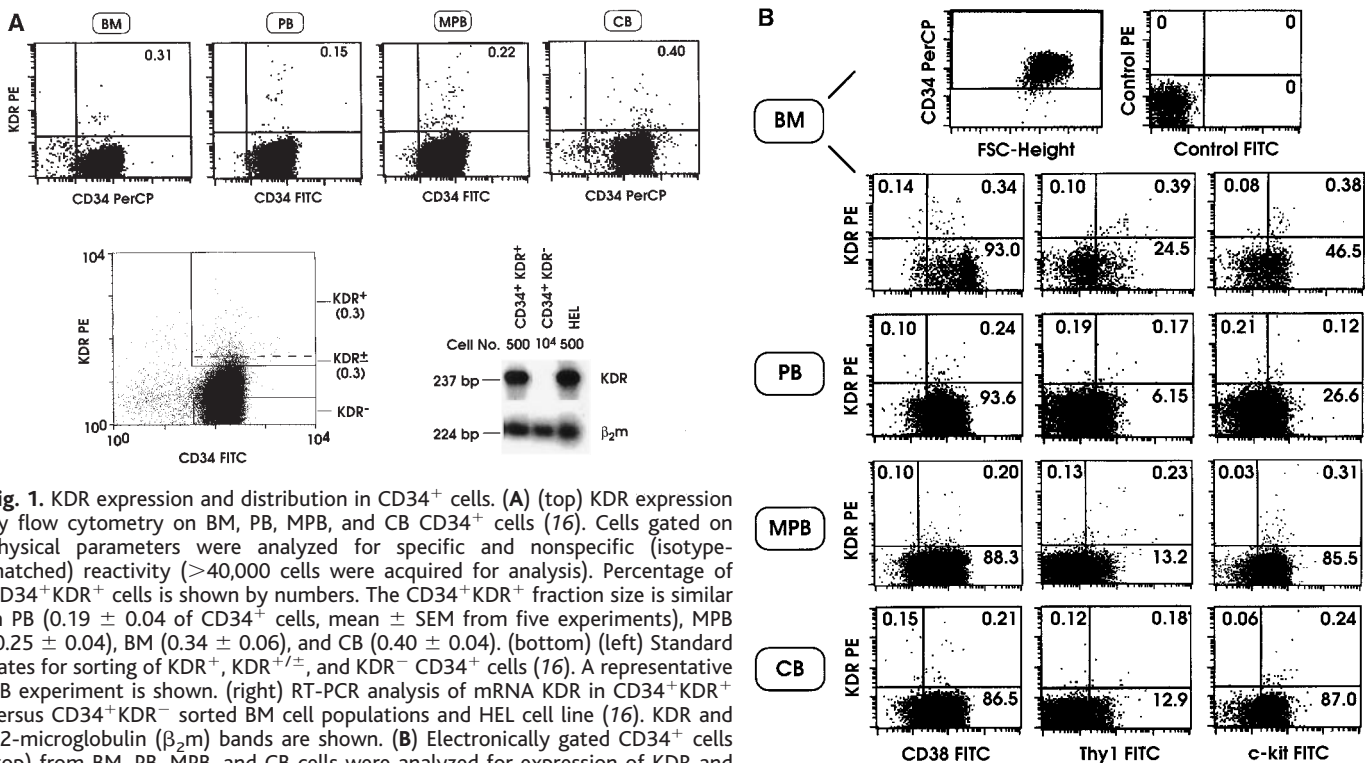 A
BM
PB
MPB
CB
0.31
0.15
0.22
0.40
KDR PE
CD34 PerCP
CD34 FITC
CD34 FITC
CD34 PerCP
10⁴
KDR PE
10⁰
10⁰
10⁴
CD34 FITC
KDR⁺
(0.3)
KDR±
(0.3)
KDR⁻
CD34⁺ KDR⁺
CD34⁺ KDR⁻
HEL
Cell No. 500 10⁴ 500
237 bp
KDR
224 bp
β₂m
ig. 1. KDR expression and distribution in CD34⁺ cells. (A) (top) KDR expression
y flow cytometry on BM, PB, MPB, and CB CD34⁺ cells (16). Cells gated on
hysical parameters were analyzed for specific and nonspecific (isotype-
natched) reactivity (>40,000 cells were acquired for analysis). Percentage of
D34⁺KDR⁺ cells is shown by numbers. The CD34⁺KDR⁺ fraction size is similar
n PB (0.19 ± 0.04 of CD34⁺ cells, mean ± SEM from five experiments), MPB
0.25 ± 0.04), BM (0.34 ± 0.06), and CB (0.40 ± 0.04). (bottom) (left) Standard
ates for sorting of KDR⁺, KDR⁺/±, and KDR⁻ CD34⁺ cells (16). A representative
B experiment is shown. (right) RT-PCR analysis of mRNA KDR in CD34⁺KDR⁺
ersus CD34⁺KDR⁻ sorted BM cell populations and HEL cell line (16). KDR and
2-microglobulin (β₂m) bands are shown. (B) Electronically gated CD34⁺ cells
top) from BM, PB, MPB, and CB cells were analyzed for expression of KDR and
B
BM
CD34 PerCP
FSC-Height
Control PE
0
0
0
Control FITC
KDR PE
0.14
0.34
93.0
0.10
0.39
24.5
0.08
0.38
46.5
PB
KDR PE
0.10
0.24
93.6
0.19
0.17
6.15
0.21
0.12
26.6
MPB
KDR PE
0.10
0.20
88.3
0.13
0.23
13.2
0.03
0.31
85.5
CB
KDR PE
0.15
0.21
86.5
0.12
0.18
12.9
0.06
0.24
87.0
CD38 FITC
Thy1 FITC
c-kit FITC